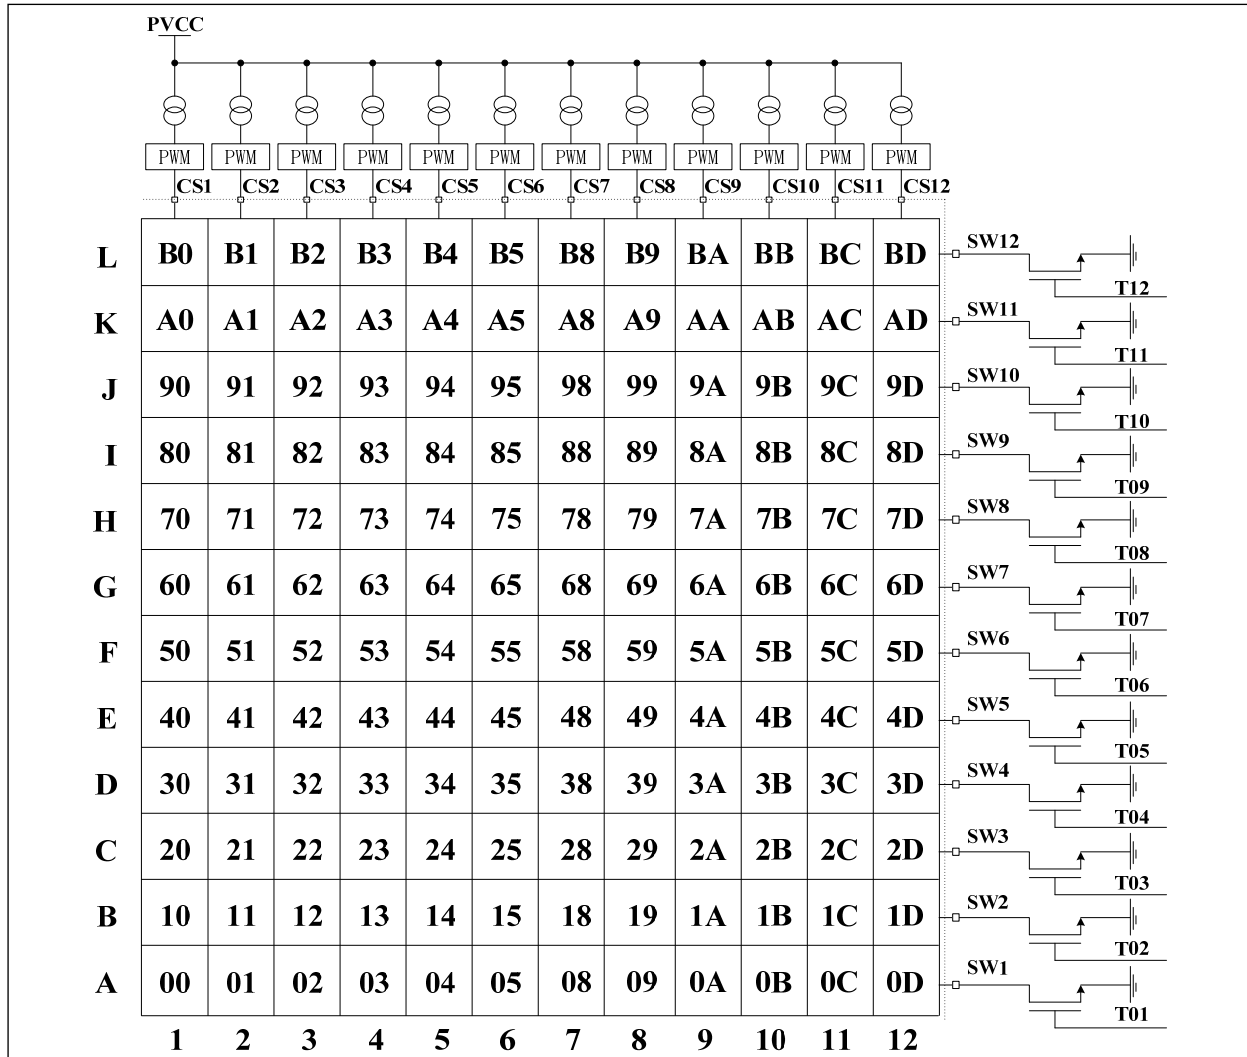 PVCC
PWM PWM PWM PWM PWM PWM PWM PWM PWM PWM PWM PWM
CS1 CS2 CS3 CS4 CS5 CS6 CS7 CS8 CS9 CS10 CS11 CS12
L B0 B1 B2 B3 B4 B5 B8 B9 BA BB BC BD SW12
T12
K A0 A1 A2 A3 A4 A5 A8 A9 AA AB AC AD SW11
T11
J 90 91 92 93 94 95 98 99 9A 9B 9C 9D SW10
T10
I 80 81 82 83 84 85 88 89 8A 8B 8C 8D SW9
T09
H 70 71 72 73 74 75 78 79 7A 7B 7C 7D SW8
T08
G 60 61 62 63 64 65 68 69 6A 6B 6C 6D SW7
T07
F 50 51 52 53 54 55 58 59 5A 5B 5C 5D SW6
T06
E 40 41 42 43 44 45 48 49 4A 4B 4C 4D SW5
T05
D 30 31 32 33 34 35 38 39 3A 3B 3C 3D SW4
T04
C 20 21 22 23 24 25 28 29 2A 2B 2C 2D SW3
T03
B 10 11 12 13 14 15 18 19 1A 1B 1C 1D SW2
T02
A 00 01 02 03 04 05 08 09 0A 0B 0C 0D SW1
T01
1 2 3 4 5 6 7 8 9 10 11 12